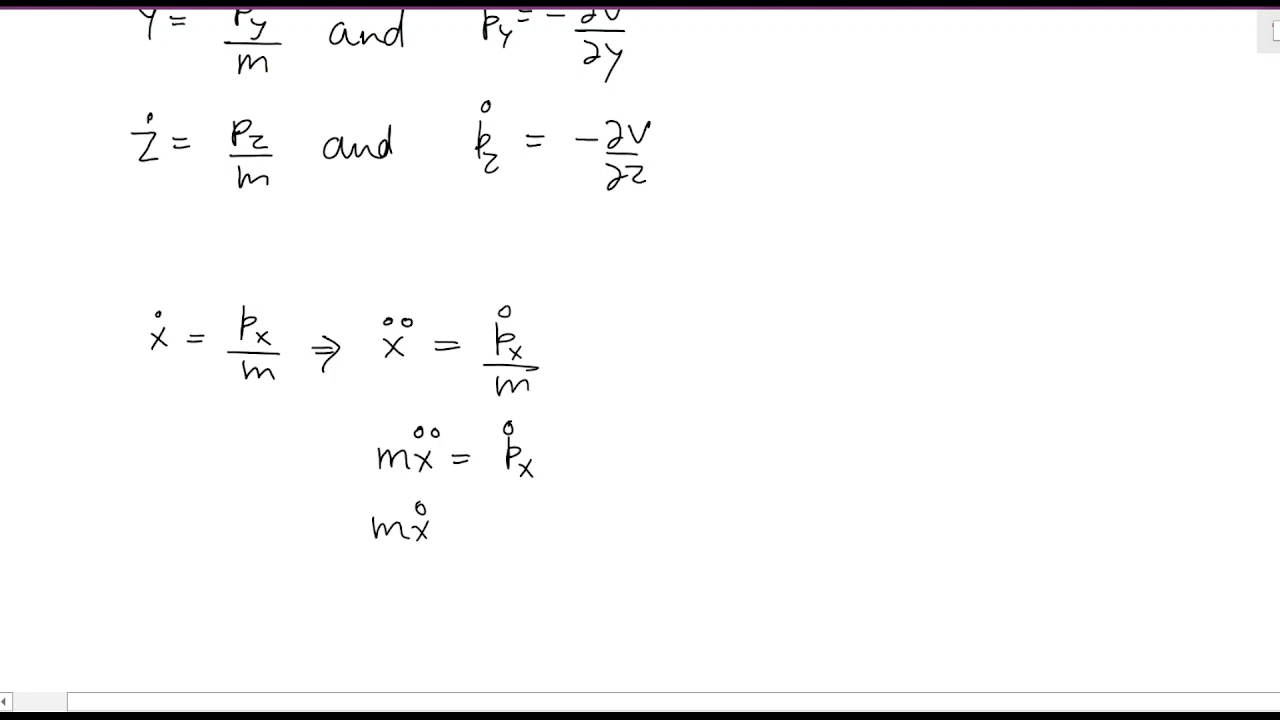 Ẏ = p_y/m and ṗ_y = -∂V/∂y
ż = p_z/m and ṗ_z = -∂V/∂z
ẋ = p_x/m ⇒ ẍ = ṗ_x/m
mẍ = ṗ_x
mẋ